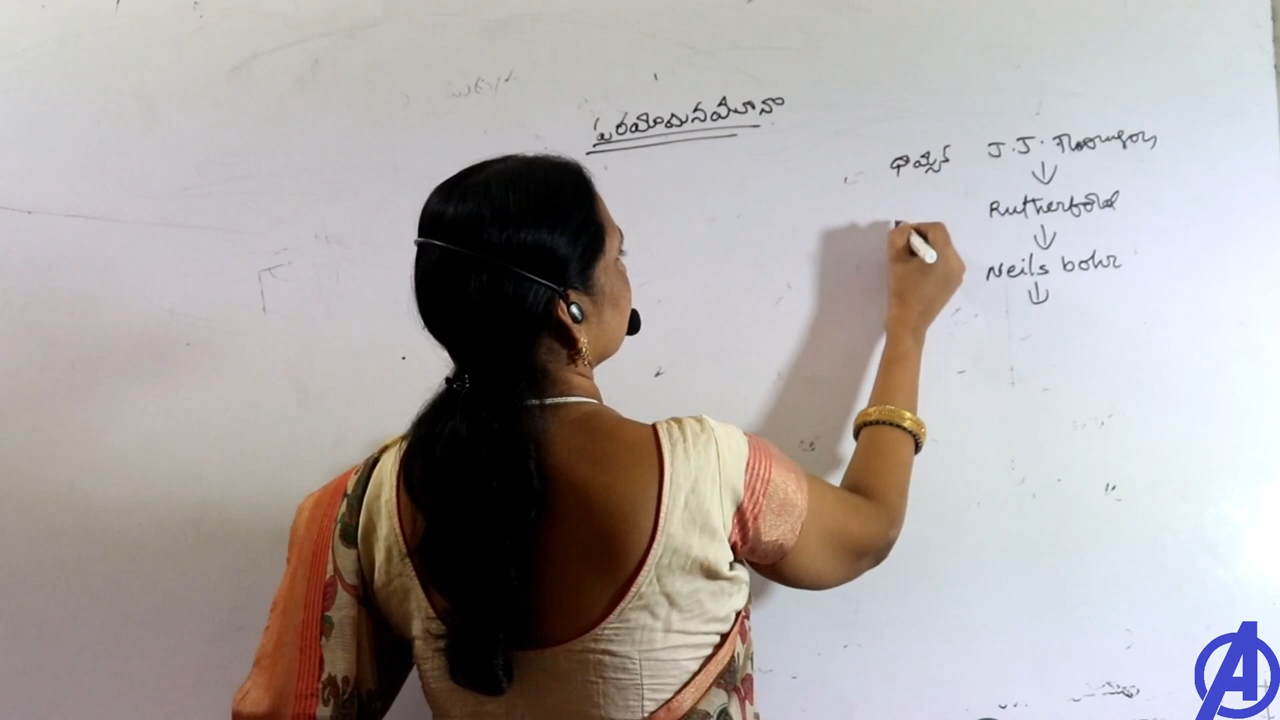 పరమాణునమూనా
థామ్సన్ J.J. Thomson
↓
Rutherford
↓
Neils bohr
↓